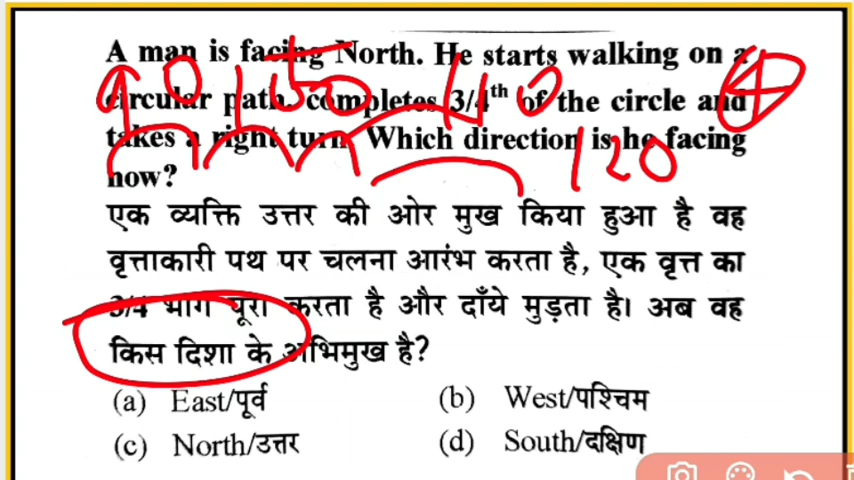 A man is facing North. He starts walking on a
circular path, completes 3/4th of the circle and
takes a right turn. Which direction is he facing
now?
एक व्यक्ति उत्तर की ओर मुख किया हुआ है वह
वृत्ताकारी पथ पर चलना आरंभ करता है, एक वृत्त का
3/4 भाग पूरा करता है और दाँये मुड़ता है। अब वह
किस दिशा के अभिमुख है?
(a) East/पूर्व (b) West/पश्चिम
(c) North/उत्तर (d) South/दक्षिण
120